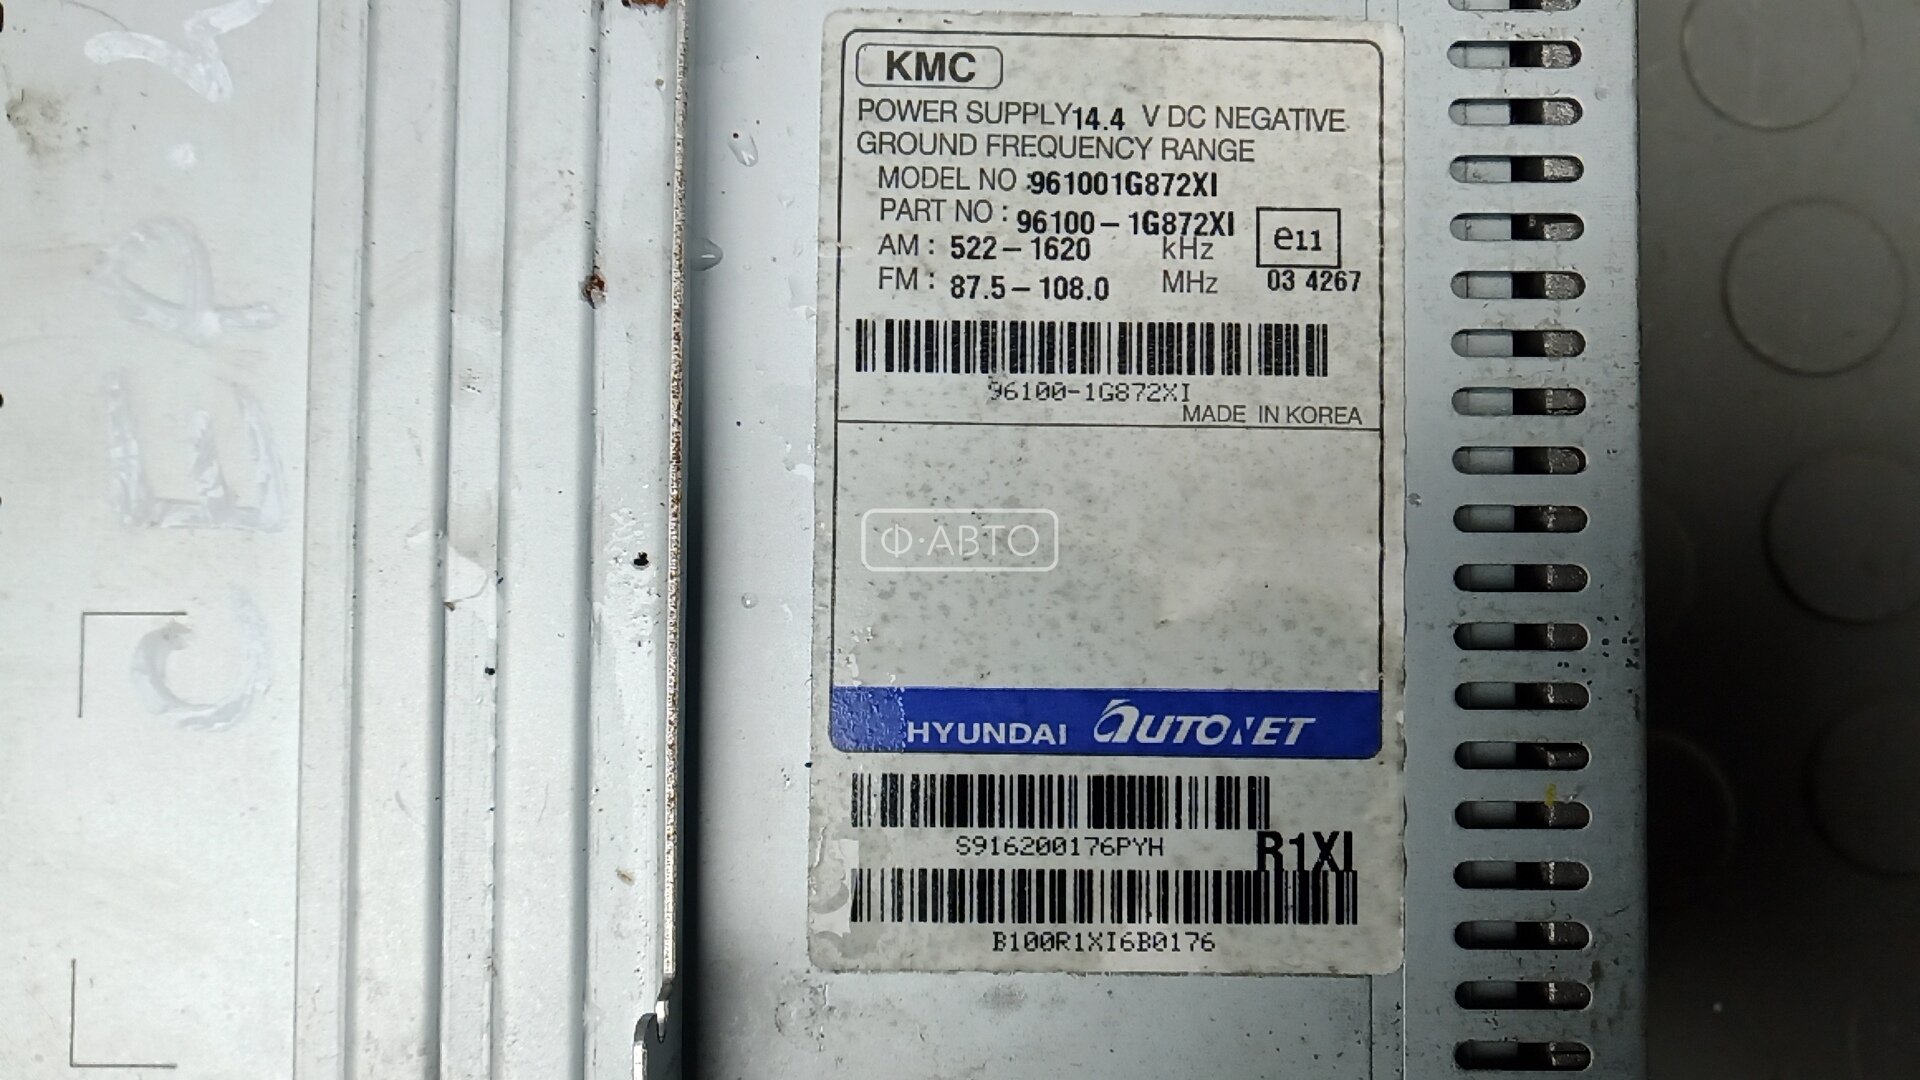 KMC
POWER SUPPLY14.4 V DC NEGATIVE
GROUND FREQUENCY RANGE
MODEL NO :961001G872XI
PART NO : 96100-1G872XI
AM : 522-1620 kHz
FM : 87.5-108.0 MHz
e11
03 4267
96100-1G872XI
MADE IN KOREA
Ф·АВТО
HYUNDAI AUTONET
S916200176PYH
R1XI
B100R1XI6B0176